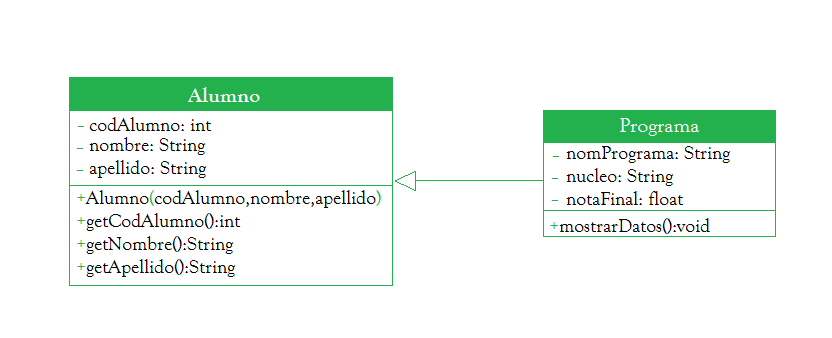 Alumno
- codAlumno: int
- nombre: String
- apellido: String
+Alumno(codAlumno,nombre,apellido)
+getCodAlumno():int
+getNombre():String
+getApellido():String
Programa
- nomPrograma: String
- nucleo: String
- notaFinal: float
+mostrarDatos():void